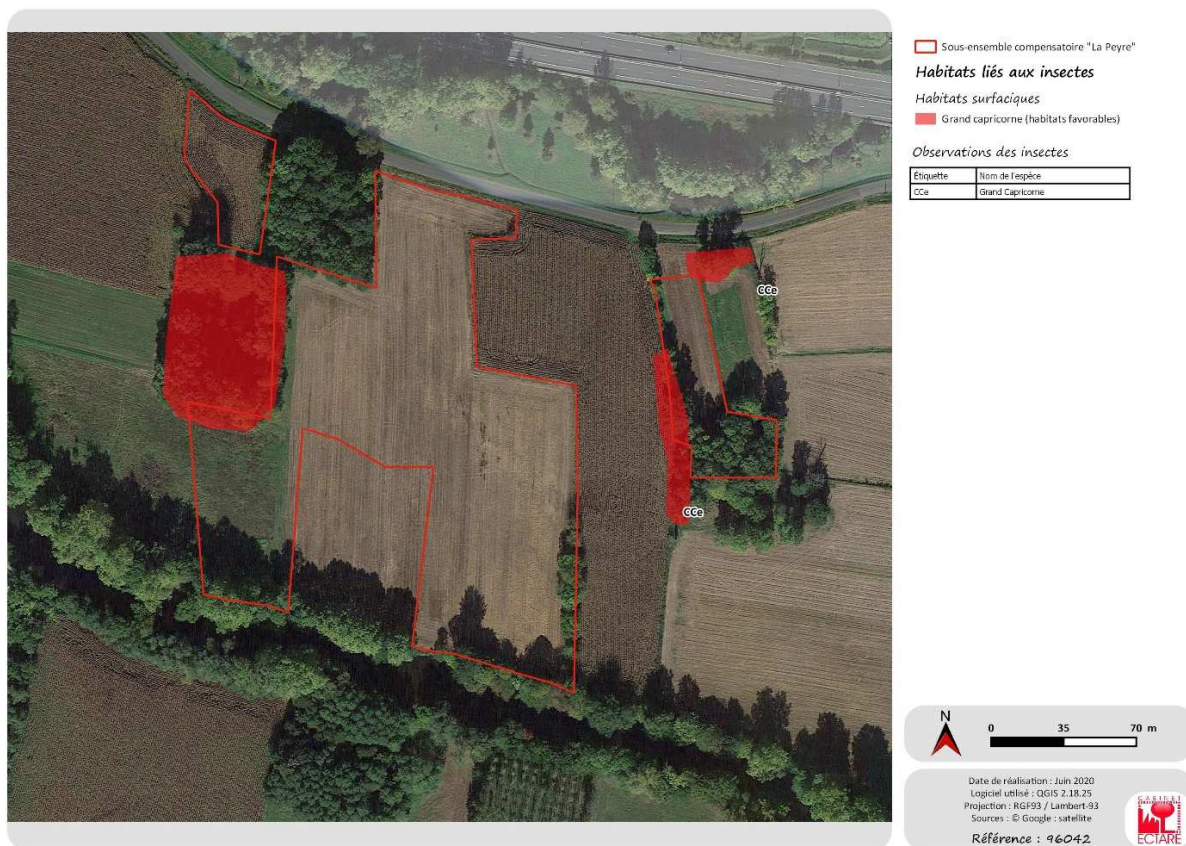 Sous-ensemble compensatoire "La Peyre"
Habitats liés aux insectes
Habitats surfaciques
Grand capricorne (habitats favorables)
Observations des insectes
Étiquette Nom de l'espèce
CCe Grand Capricorne
CCe
CCe
N
0 35 70 m
Date de réalisation : Juin 2020
Logiciel utilisé : QGIS 2.18.25
Projection : RGF93 / Lambert-93
Sources : © Google : satellite
Référence : 96042
CABINET
ECTARE